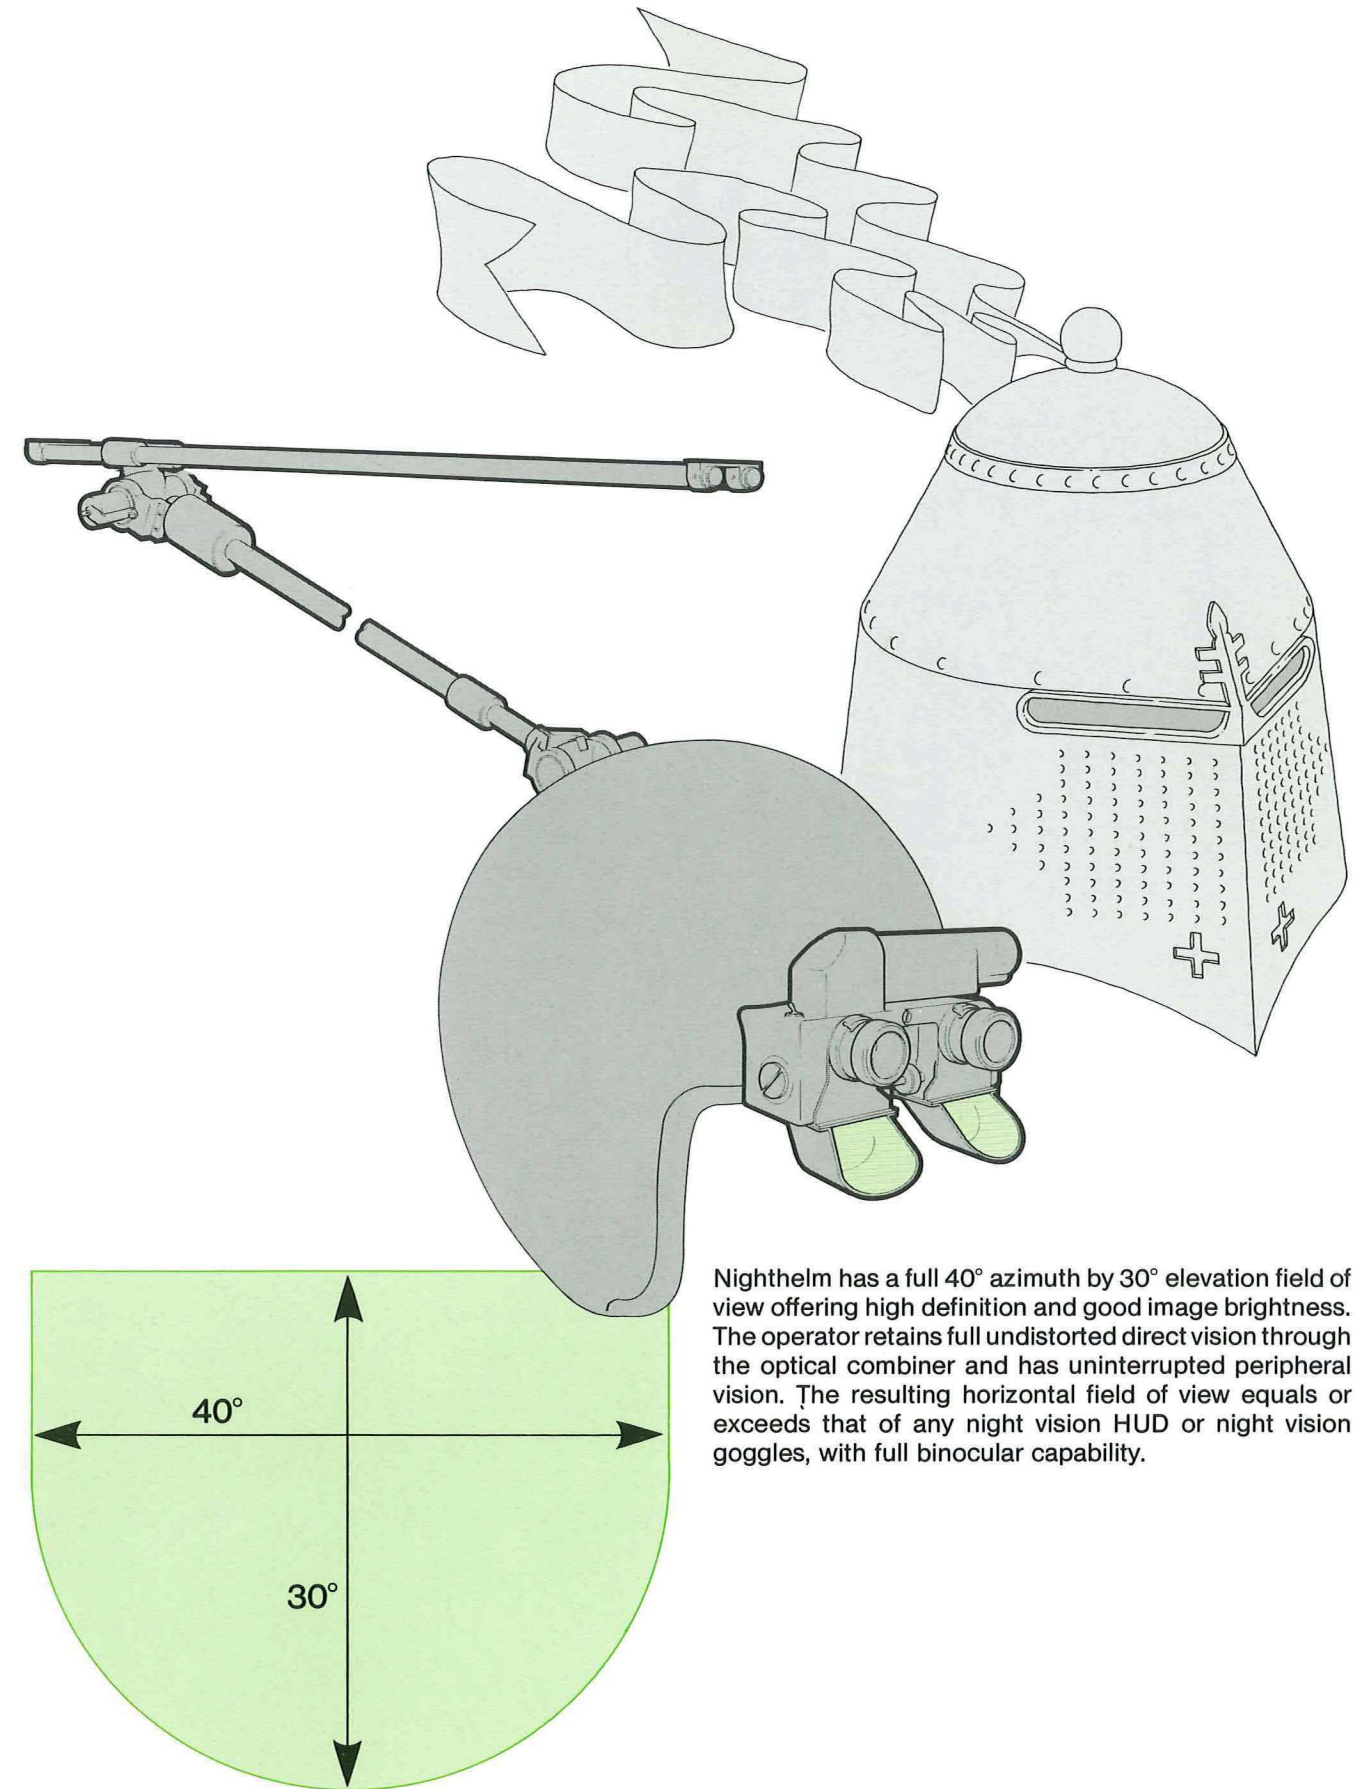 Nighthelm has a full 40° azimuth by 30° elevation field of
view offering high definition and good image brightness.
The operator retains full undistorted direct vision through
the optical combiner and has uninterrupted peripheral
vision. The resulting horizontal field of view equals or
exceeds that of any night vision HUD or night vision
goggles, with full binocular capability.
40°
30°